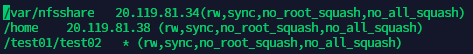 /var/nfsshare   20.119.81.34(rw,sync,no_root_squash,no_all_squash)
/home   20.119.81.38 (rw,sync,no_root_squash,no_all_squash)
/test01/test02   * (rw,sync,no_root_squash,no_all_squash)